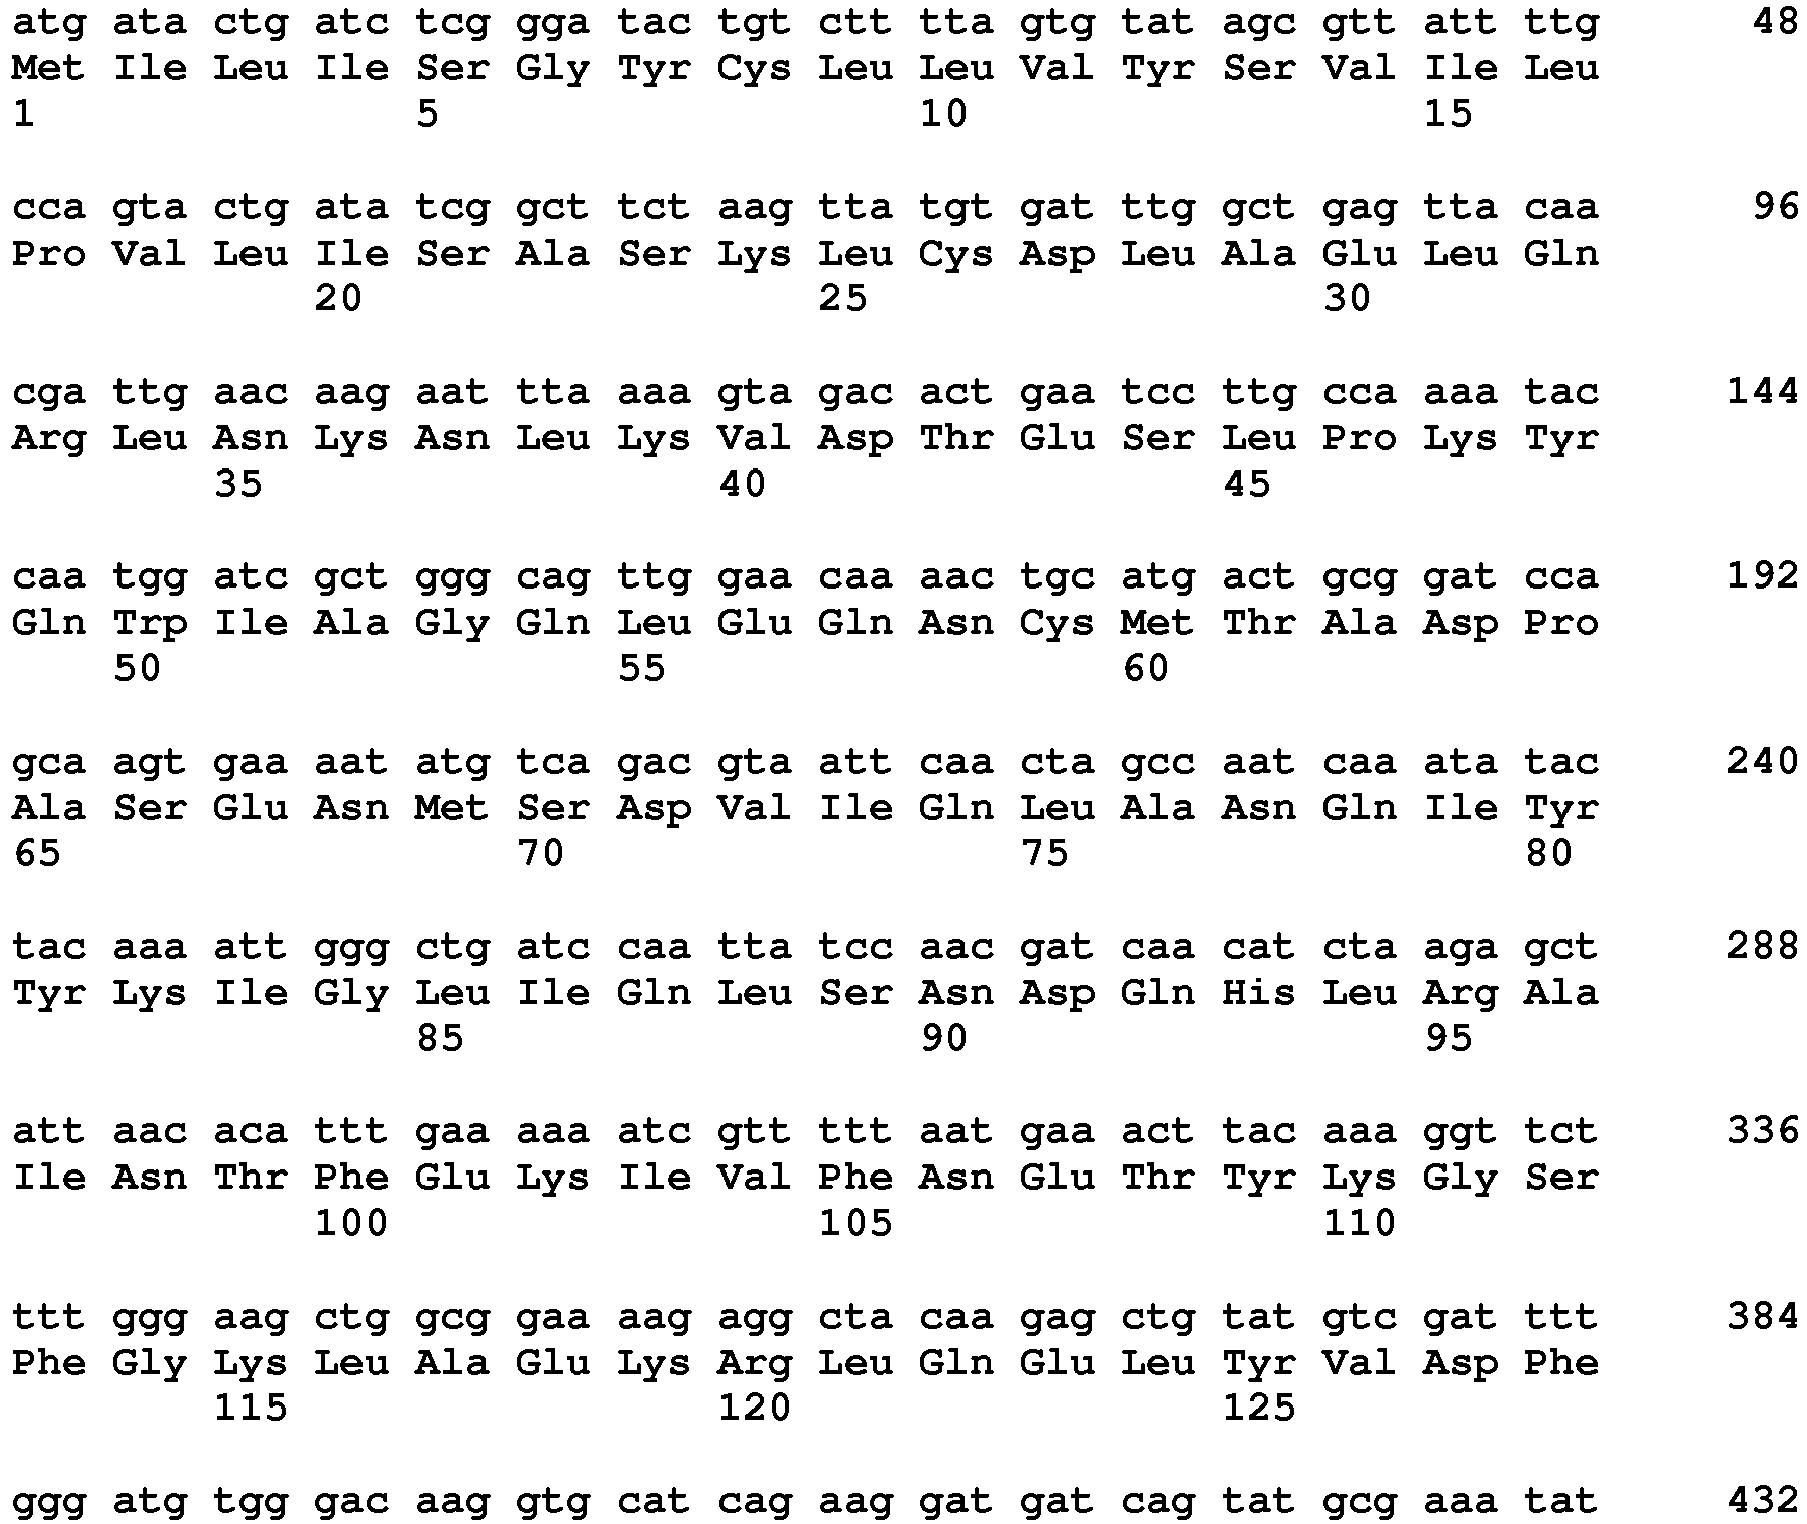 atg ata ctg atc tcg gga tac tgt ctt tta gtg tat agc gtt att ttg 48
Met Ile Leu Ile Ser Gly Tyr Cys Leu Leu Val Tyr Ser Val Ile Leu
1 5 10 15
cca gta ctg ata tcg gct tct aag tta tgt gat ttg gct gag tta caa 96
Pro Val Leu Ile Ser Ala Ser Lys Leu Cys Asp Leu Ala Glu Leu Gln
20 25 30
cga ttg aac aag aat tta aaa gta gac act gaa tcc ttg cca aaa tac 144
Arg Leu Asn Lys Asn Leu Lys Val Asp Thr Glu Ser Leu Pro Lys Tyr
35 40 45
caa tgg atc gct ggg cag ttg gaa caa aac tgc atg act gcg gat cca 192
Gln Trp Ile Ala Gly Gln Leu Glu Gln Asn Cys Met Thr Ala Asp Pro
50 55 60
gca agt gaa aat atg tca gac gta att caa cta gcc aat caa ata tac 240
Ala Ser Glu Asn Met Ser Asp Val Ile Gln Leu Ala Asn Gln Ile Tyr
65 70 75 80
tac aaa att ggg ctg atc caa tta tcc aac gat caa cat cta aga gct 288
Tyr Lys Ile Gly Leu Ile Gln Leu Ser Asn Asp Gln His Leu Arg Ala
85 90 95
att aac aca ttt gaa aaa atc gtt ttt aat gaa act tac aaa ggt tct 336
Ile Asn Thr Phe Glu Lys Ile Val Phe Asn Glu Thr Tyr Lys Gly Ser
100 105 110
ttt ggg aag ctg gcg gaa aag agg cta caa gag ctg tat gtc gat ttt 384
Phe Gly Lys Leu Ala Glu Lys Arg Leu Gln Glu Leu Tyr Val Asp Phe
115 120 125
ggg atg tgg gac aag gtg cat cag aag gat gat cag tat gcg aaa tat 432